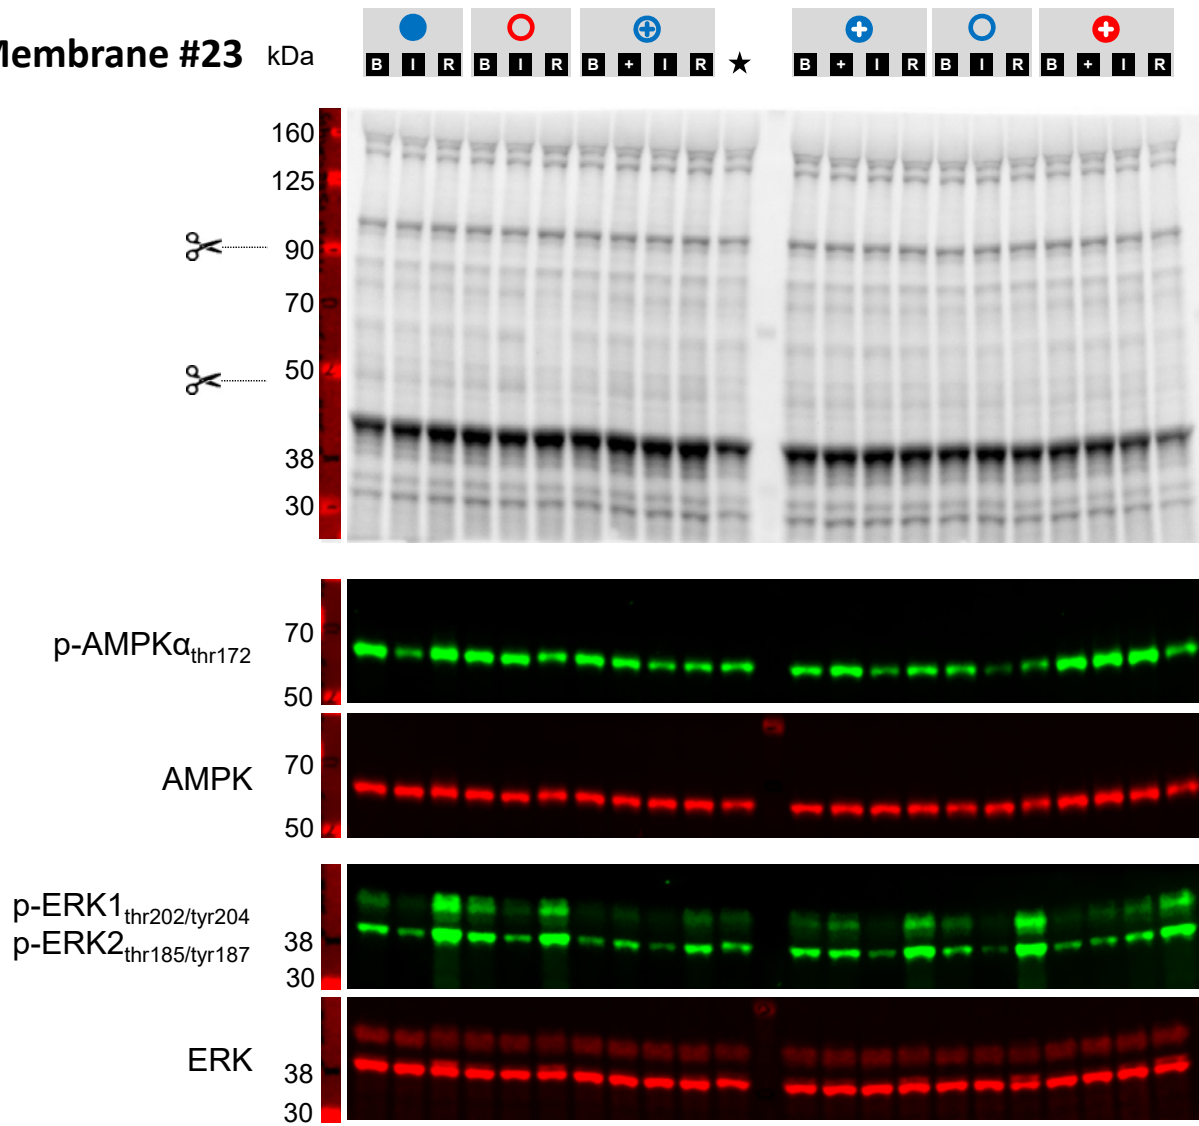 Membrane #23 kDa
B I R B I R B + I R ★ B + I R B I R B + I R
160
125
90
70
50
38
30
p-AMPKαthr172
70
50
AMPK
70
50
p-ERK1thr202/tyr204
p-ERK2thr185/tyr187
38
30
ERK
38
30